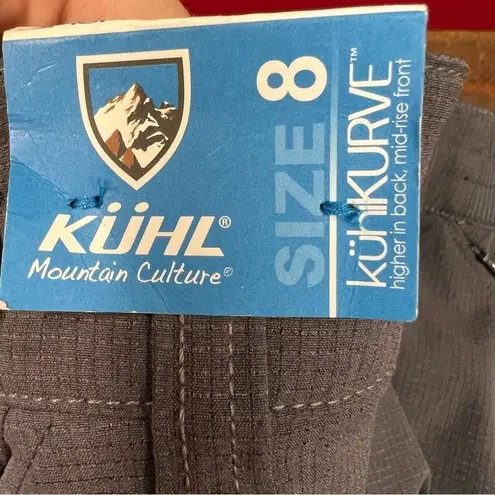 KÜHL®
Mountain Culture®
SIZE 8
kühlKURVE™
higher in back, mid-rise front